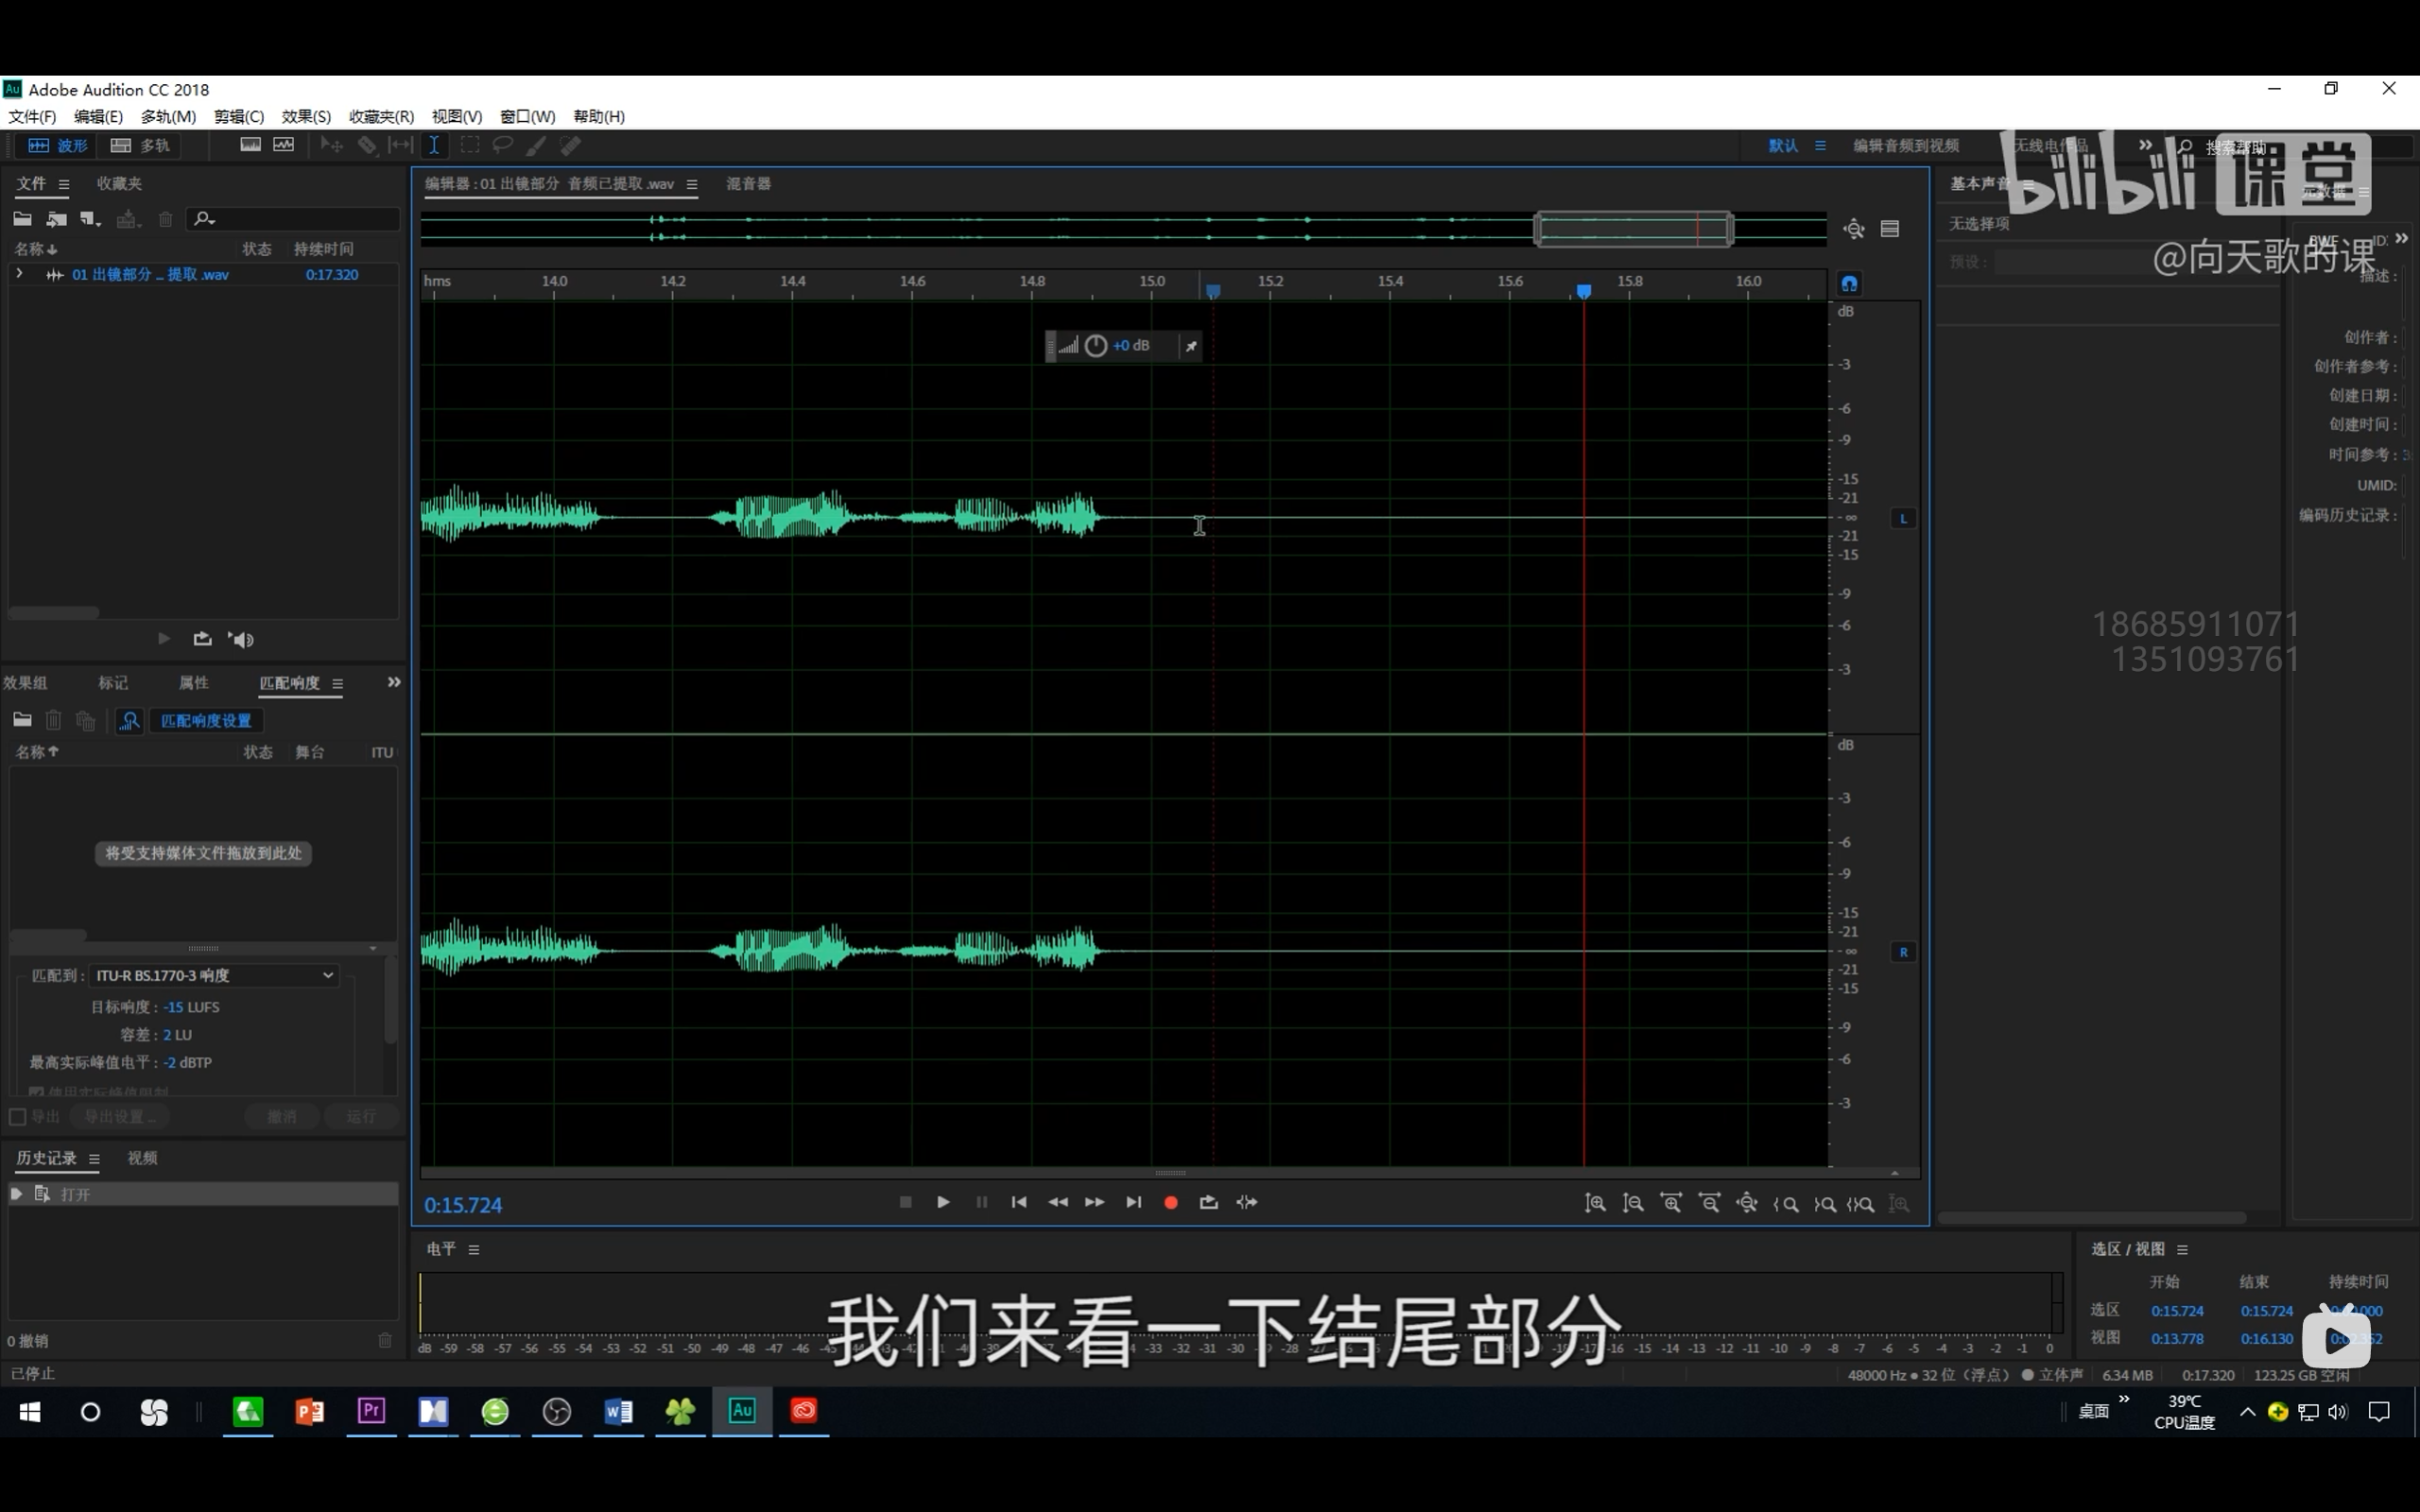 Au Adobe Audition CC 2018
文件(F) 编辑(E) 多轨(M) 剪辑(C) 效果(S) 收藏夹(R) 视图(V) 窗口(W) 帮助(H)
波形 多轨 默认 编辑音频到视频 无线电作品 搜索帮助
bilibili 课堂
@向天歌的课
文件 收藏夹
名称 状态 持续时间
01 出镜部分 _ 提取 .wav 0:17.320
编辑器 : 01 出镜部分 音频已提取 .wav 混音器
hms 14.0 14.2 14.4 14.6 14.8 15.0 15.2 15.4 15.6 15.8 16.0
+0 dB
dB
-3
-6
-9
-15
-21
-∞
-21
-15
-9
-6
-3
L
dB
-3
-6
-9
-15
-21
-∞
-21
-15
-9
-6
-3
R
基本声音
无选择项
预设 :
元数据
BWF
ID:
描述 :
创作者 :
创作者参考 :
创建日期 :
创建时间 :
时间参考 :
UMID:
编码历史记录 :
18685911071
1351093761
效果组 标记 属性 匹配响度
匹配响度设置
名称 状态 舞台 ITU
将受支持媒体文件拖放到此处
匹配到 : ITU-R BS.1770-3 响度
目标响度 : -15 LUFS
容差 : 2 LU
最高实际峰值电平 : -2 dBTP
导出 导出设置 ... 撤消 运行
历史记录 视频
打开
0 撤销
已停止
0:15.724
电平
我们来看一下结尾部分
dB -59 -58 -57 -56 -55 -54 -53 -52 -51 -50 -49 -48 -47 -46 -45 -33 -32 -31 -30 -29 -28 -27 -17 -16 -15 -14 -13 -12 -11 -10 -9 -8 -7 -6 -5 -4 -3 -2 -1 0
选区 / 视图
开始 结束 持续时间
选区 0:15.724 0:15.724
视图 0:13.778 0:16.130
48000 Hz ● 32 位（浮点） ● 立体声 6.34 MB 0:17.320 123.25 GB 空闲
Pr Au
桌面
39℃
CPU温度